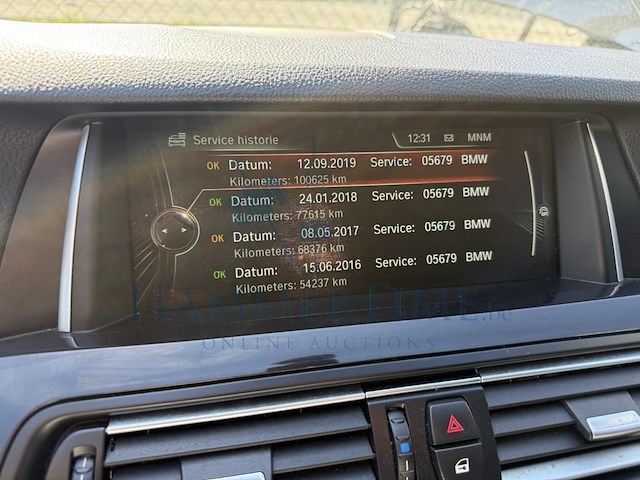 Service historie 12:31 MNM
OK Datum: 12.09.2019 Service: 05679 BMW
Kilometers: 100625 km
OK Datum: 24.01.2018 Service: 05679 BMW
Kilometers: 77615 km
OK Datum: 08.05.2017 Service: 05679 BMW
Kilometers: 68376 km
OK Datum: 15.06.2016 Service: 05679 BMW
Kilometers: 54237 km
HAMMERTIME
ONLINE AUCTIONS